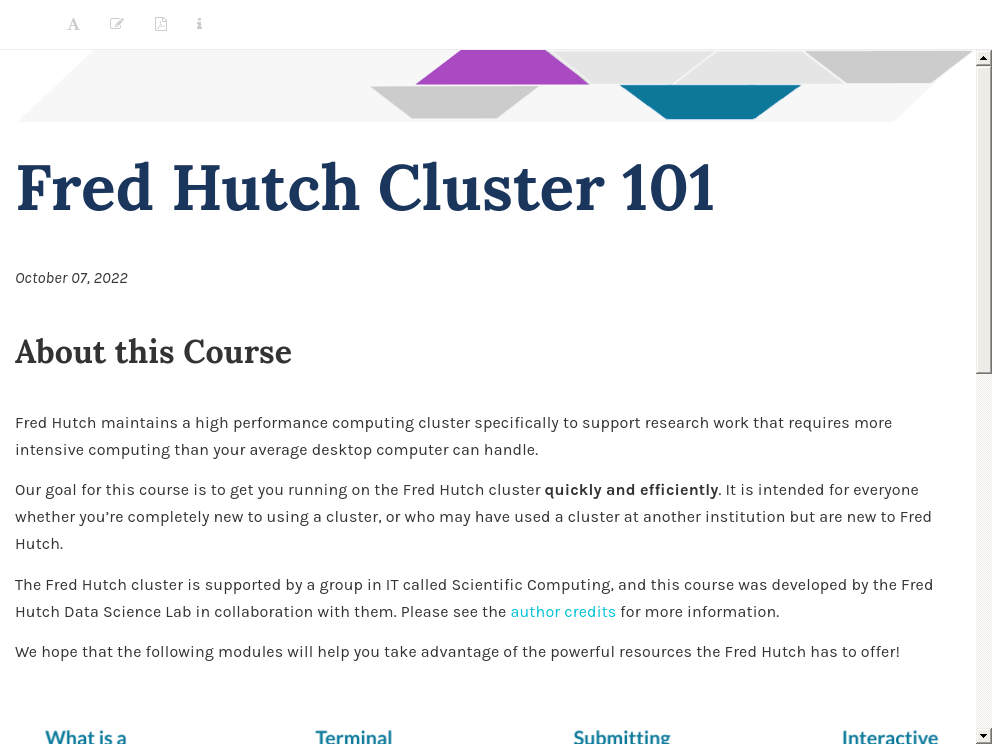 Fred Hutch Cluster 101
October 07, 2022
About this Course
Fred Hutch maintains a high performance computing cluster specifically to support research work that requires more
intensive computing than your average desktop computer can handle.
Our goal for this course is to get you running on the Fred Hutch cluster quickly and efficiently. It is intended for everyone
whether you’re completely new to using a cluster, or who may have used a cluster at another institution but are new to Fred
Hutch.
The Fred Hutch cluster is supported by a group in IT called Scientific Computing, and this course was developed by the Fred
Hutch Data Science Lab in collaboration with them. Please see the author credits for more information.
We hope that the following modules will help you take advantage of the powerful resources the Fred Hutch has to offer!
What is a Terminal Submitting Interactive